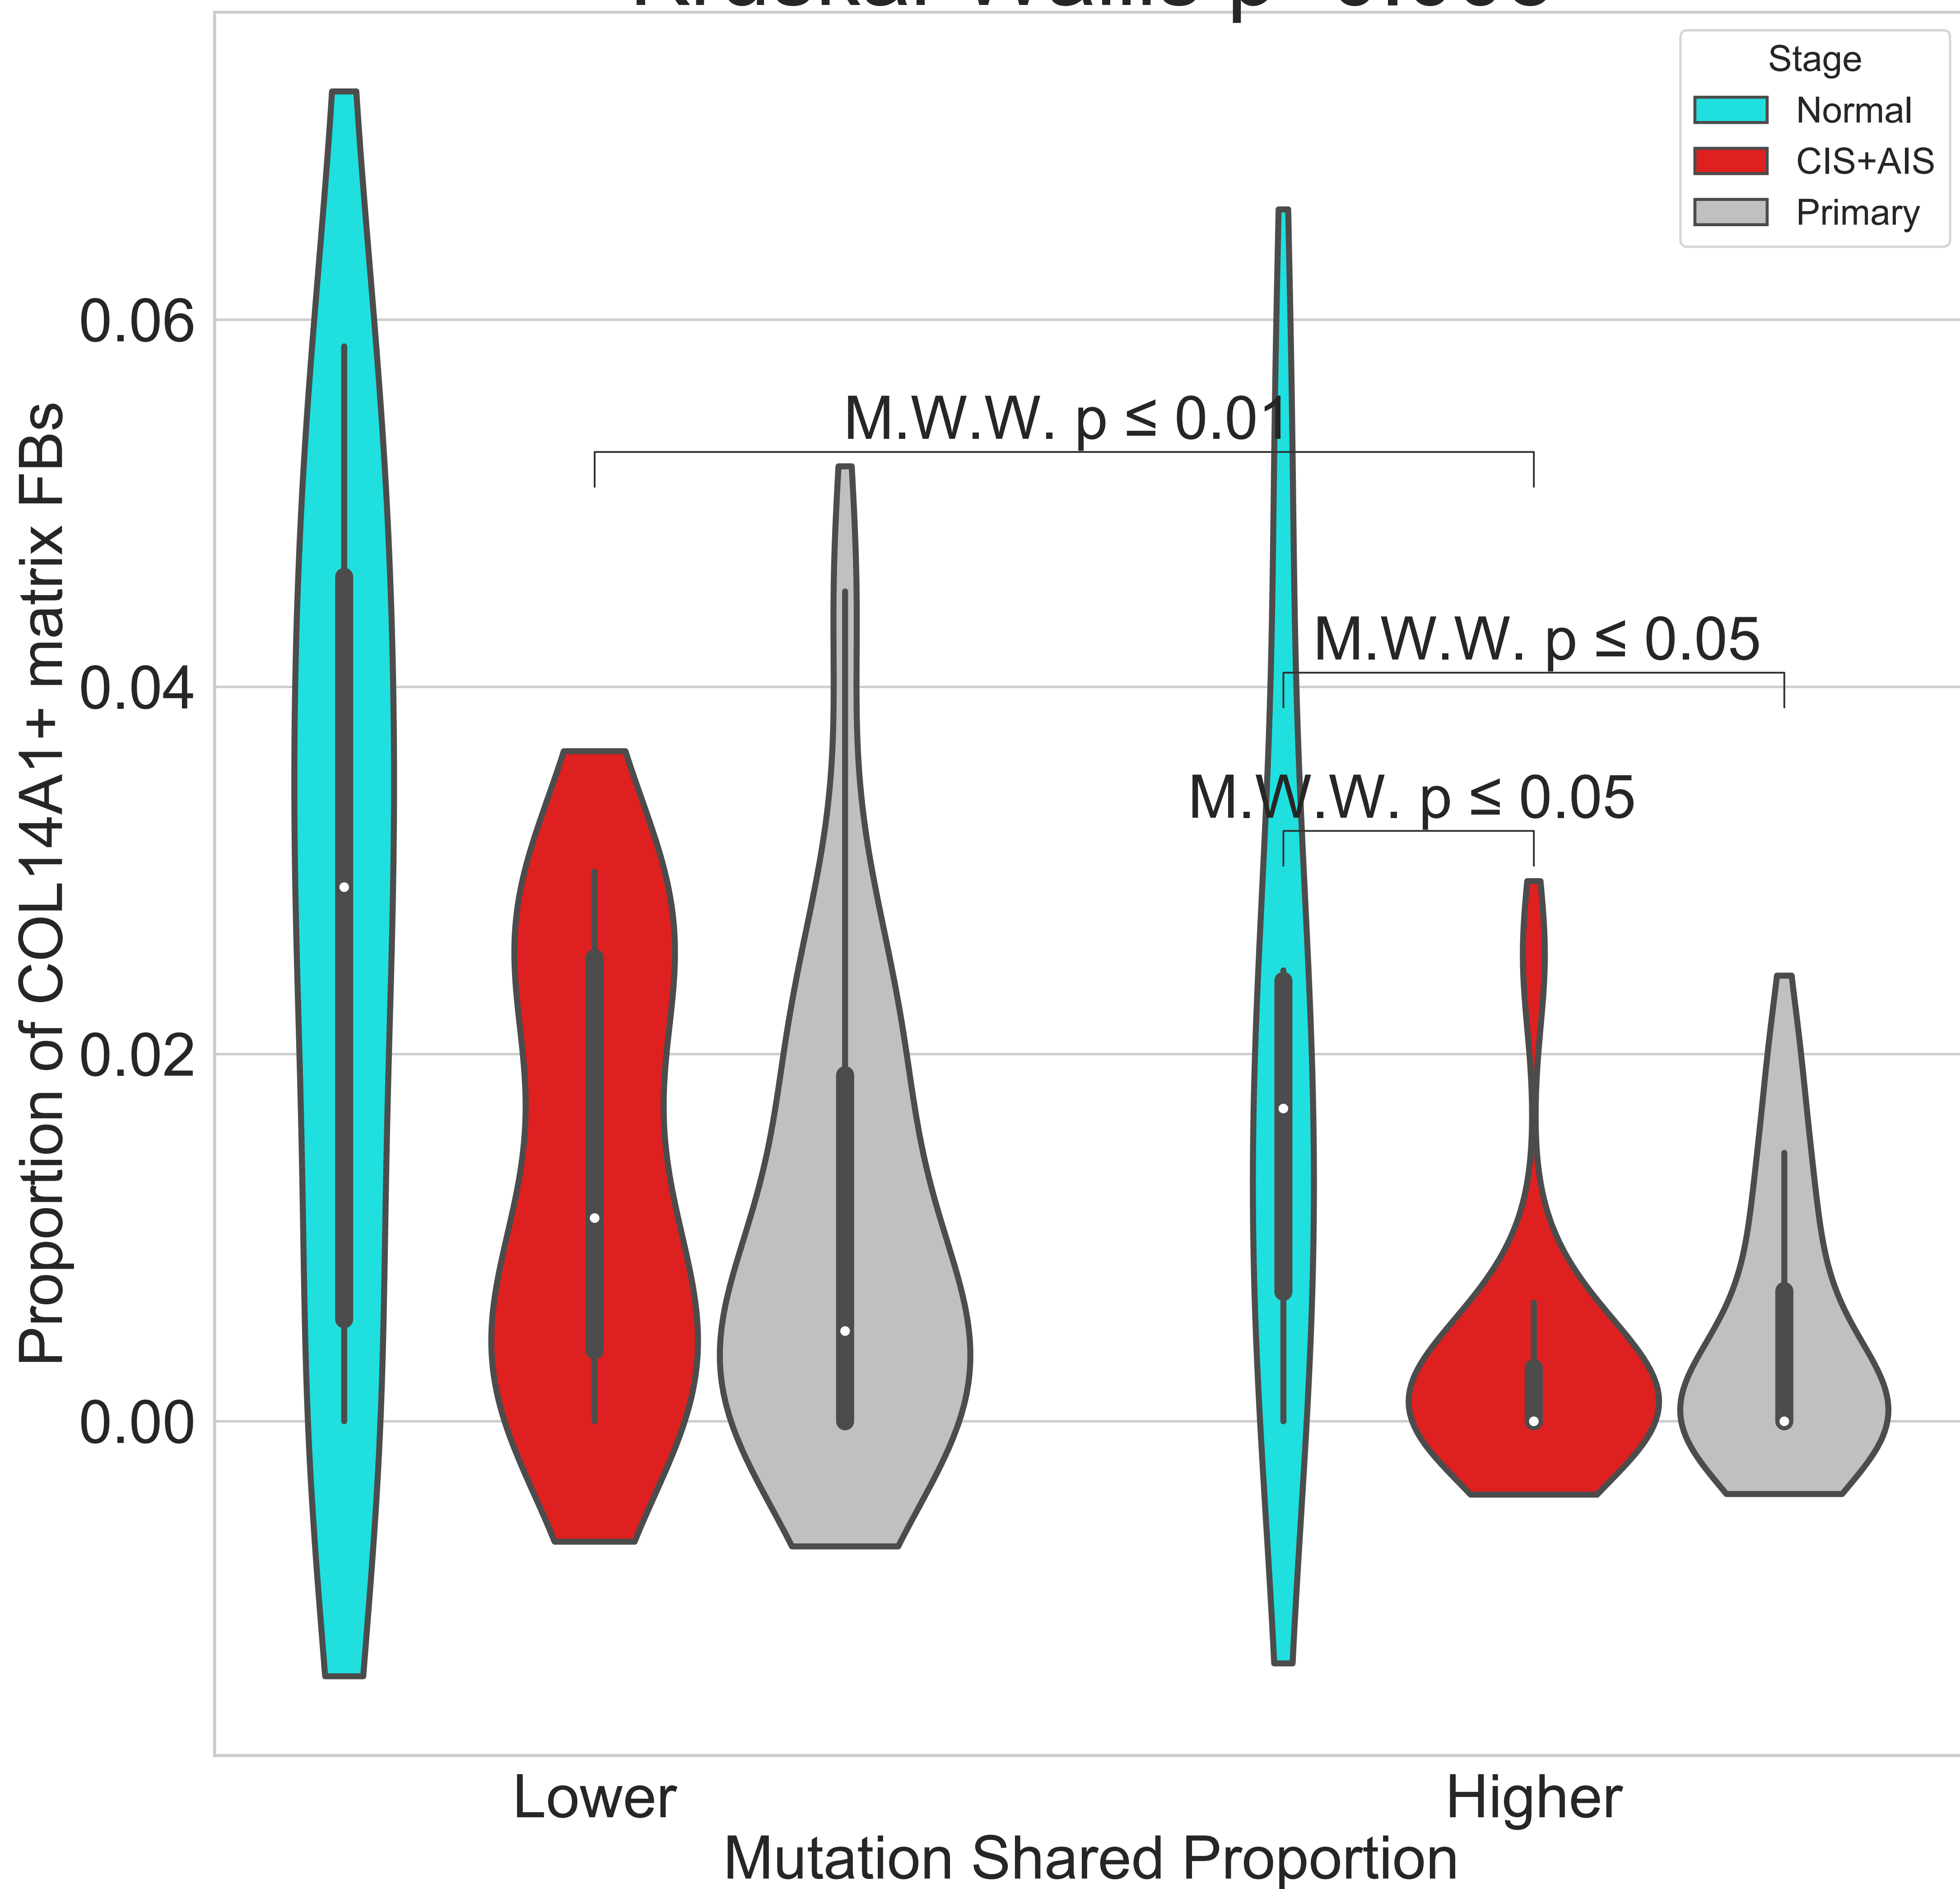 Stage
Normal
CIS+AIS
Primary
0.06
0.04
0.02
0.00
Proportion of COL14A1+ matrix FBs
M.W.W. p ≤ 0.01
M.W.W. p ≤ 0.05
M.W.W. p ≤ 0.05
Lower
Higher
Mutation Shared Proportion